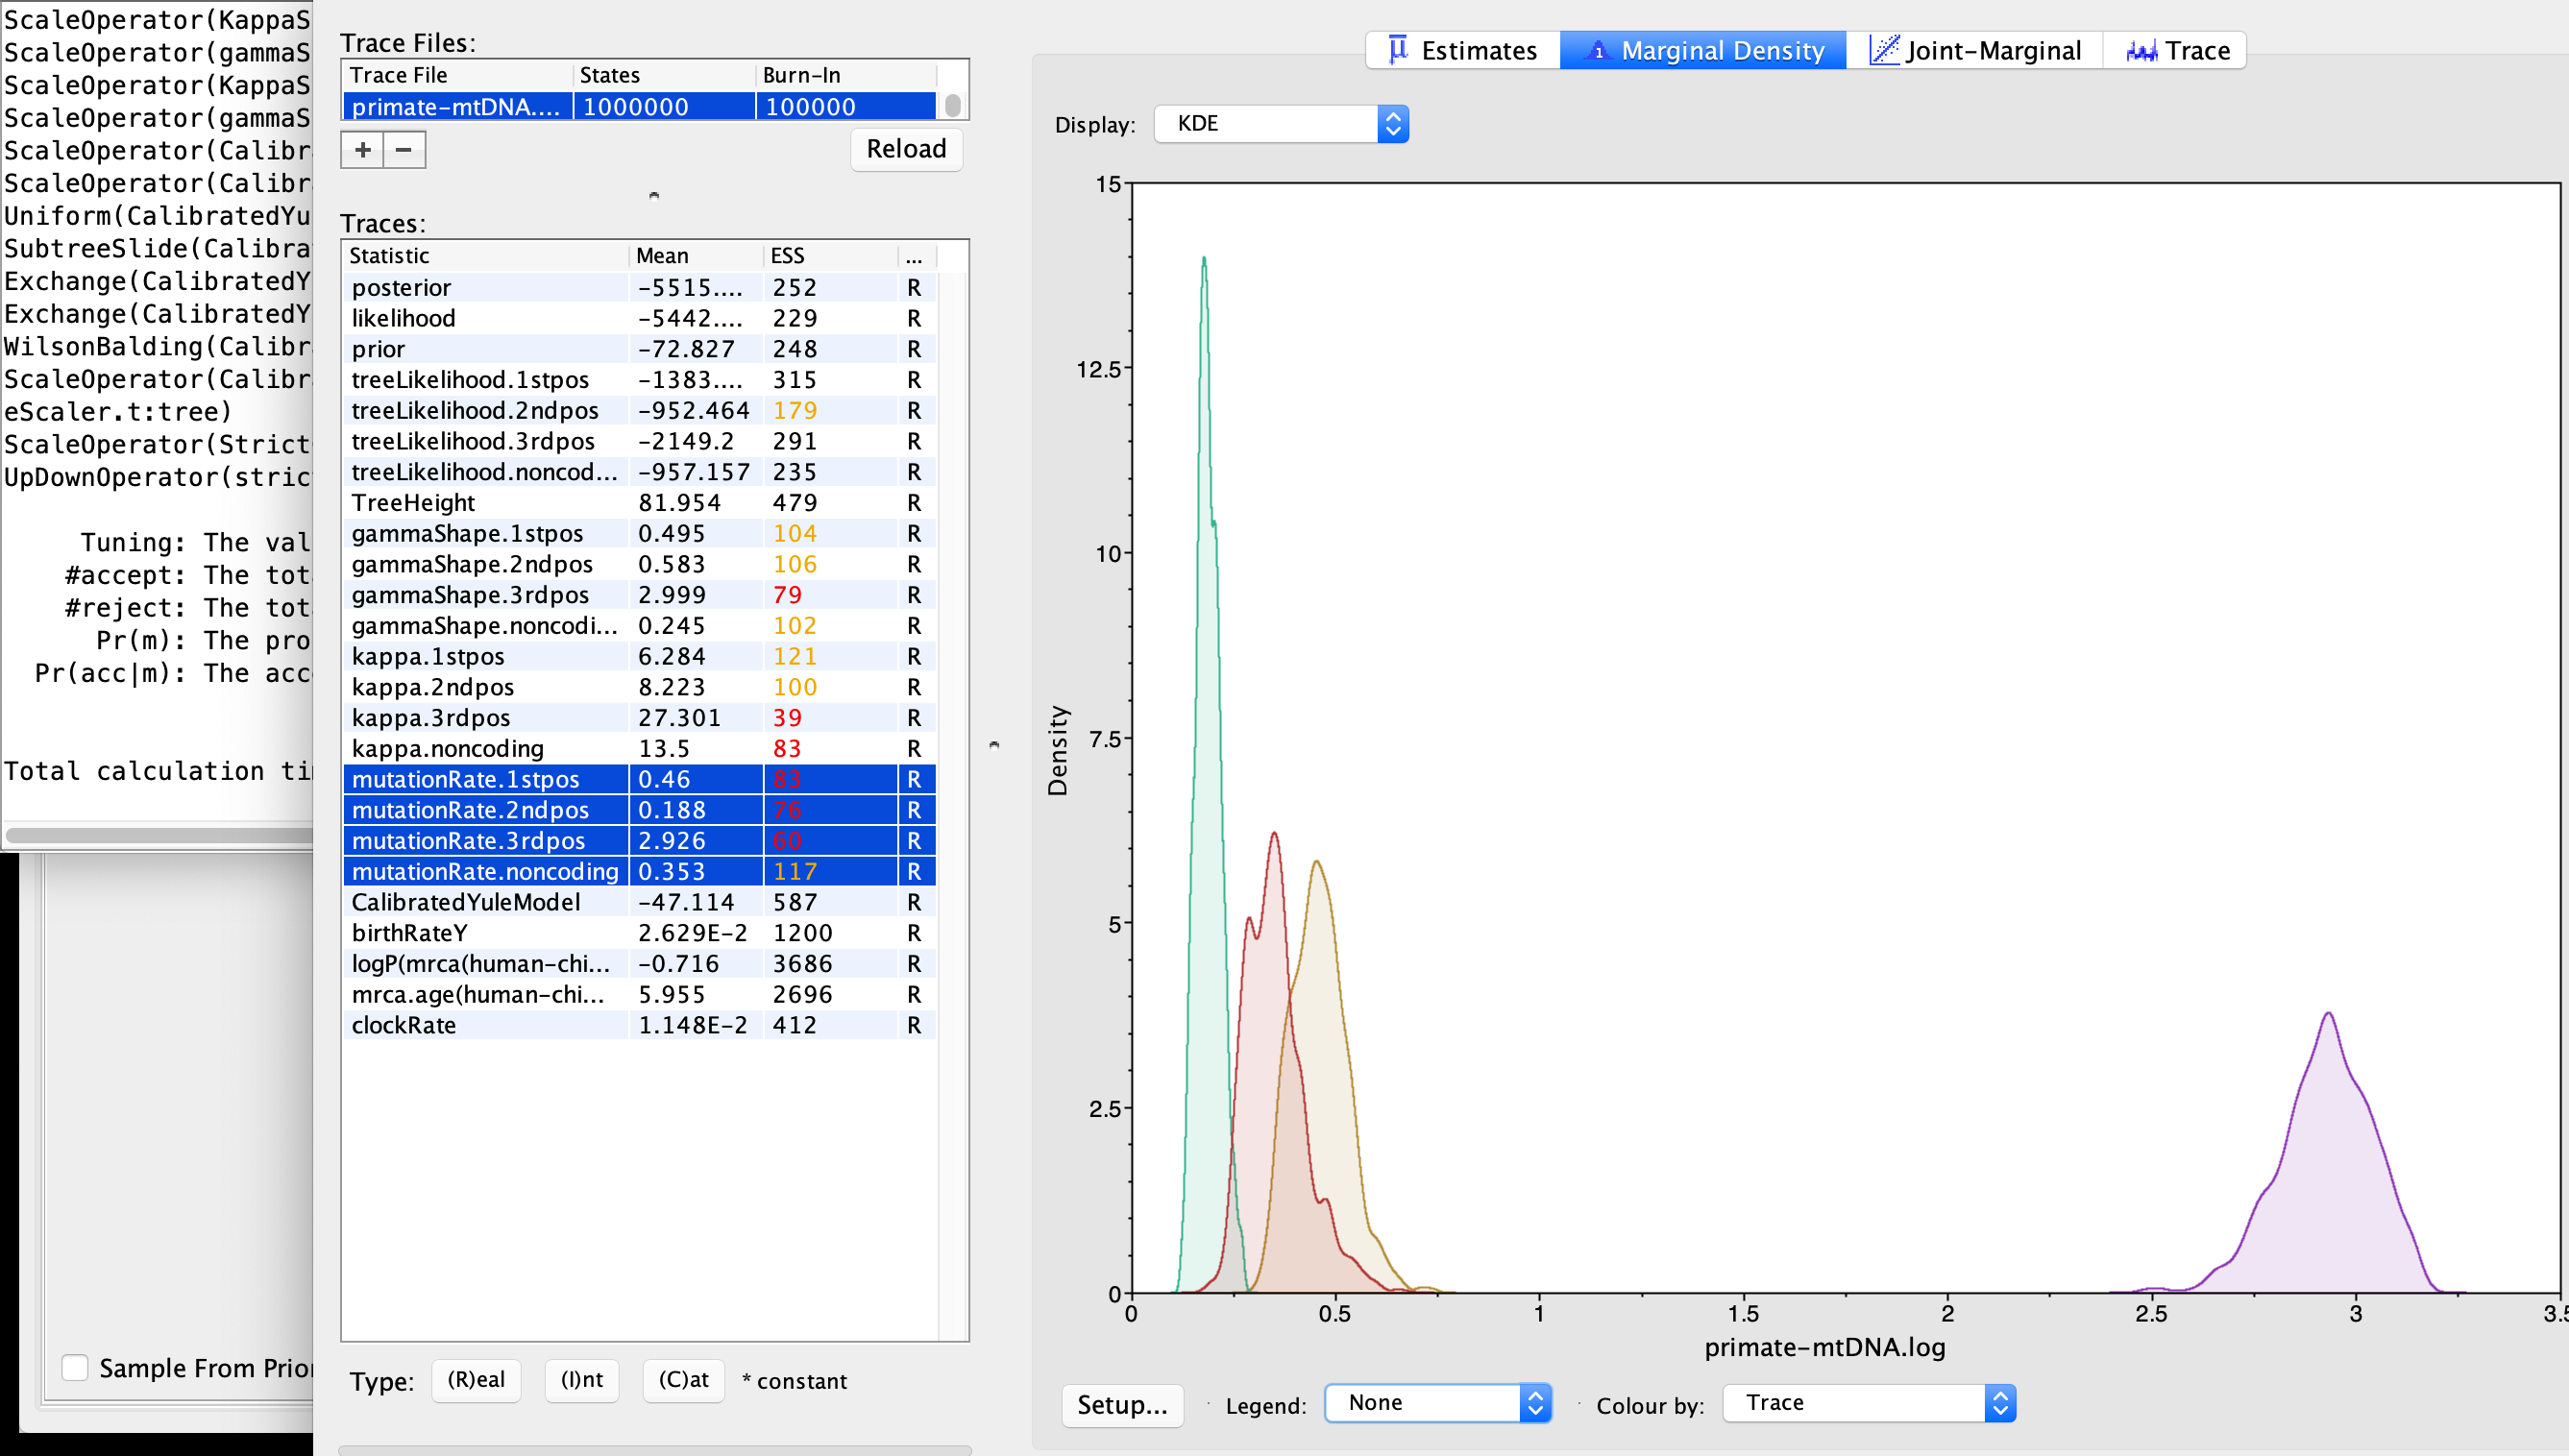 ScaleOperator(KappaS
ScaleOperator(gammaS
ScaleOperator(KappaS
ScaleOperator(gammaS
ScaleOperator(Calibr
ScaleOperator(Calibr
Uniform(CalibratedYu
SubtreeSlide(Calibra
Exchange(CalibratedY
Exchange(CalibratedY
WilsonBalding(Calibr
ScaleOperator(Calibr
eScaler.t:tree)
ScaleOperator(Strict
UpDownOperator(stric
Tuning: The val
#accept: The tot
#reject: The tot
Pr(m): The pro
Pr(acc|m): The acc
Total calculation ti
Sample From Prior
Trace Files:
Trace File States Burn-In
primate-mtDNA.... 1000000 100000
+ − Reload
Traces:
Statistic Mean ESS ...
posterior -5515.... 252 R
likelihood -5442.... 229 R
prior -72.827 248 R
treeLikelihood.1stpos -1383.... 315 R
treeLikelihood.2ndpos -952.464 179 R
treeLikelihood.3rdpos -2149.2 291 R
treeLikelihood.noncod... -957.157 235 R
TreeHeight 81.954 479 R
gammaShape.1stpos 0.495 104 R
gammaShape.2ndpos 0.583 106 R
gammaShape.3rdpos 2.999 79 R
gammaShape.noncodi... 0.245 102 R
kappa.1stpos 6.284 121 R
kappa.2ndpos 8.223 100 R
kappa.3rdpos 27.301 39 R
kappa.noncoding 13.5 83 R
mutationRate.1stpos 0.46 83 R
mutationRate.2ndpos 0.188 76 R
mutationRate.3rdpos 2.926 60 R
mutationRate.noncoding 0.353 117 R
CalibratedYuleModel -47.114 587 R
birthRateY 2.629E-2 1200 R
logP(mrca(human-chi... -0.716 3686 R
mrca.age(human-chi... 5.955 2696 R
clockRate 1.148E-2 412 R
Type: (R)eal (I)nt (C)at * constant
Estimates Marginal Density Joint-Marginal Trace
Display: KDE
15
12.5
10
7.5
5
2.5
0
Density
0 0.5 1 1.5 2 2.5 3 3.5
primate-mtDNA.log
Setup... Legend: None Colour by: Trace